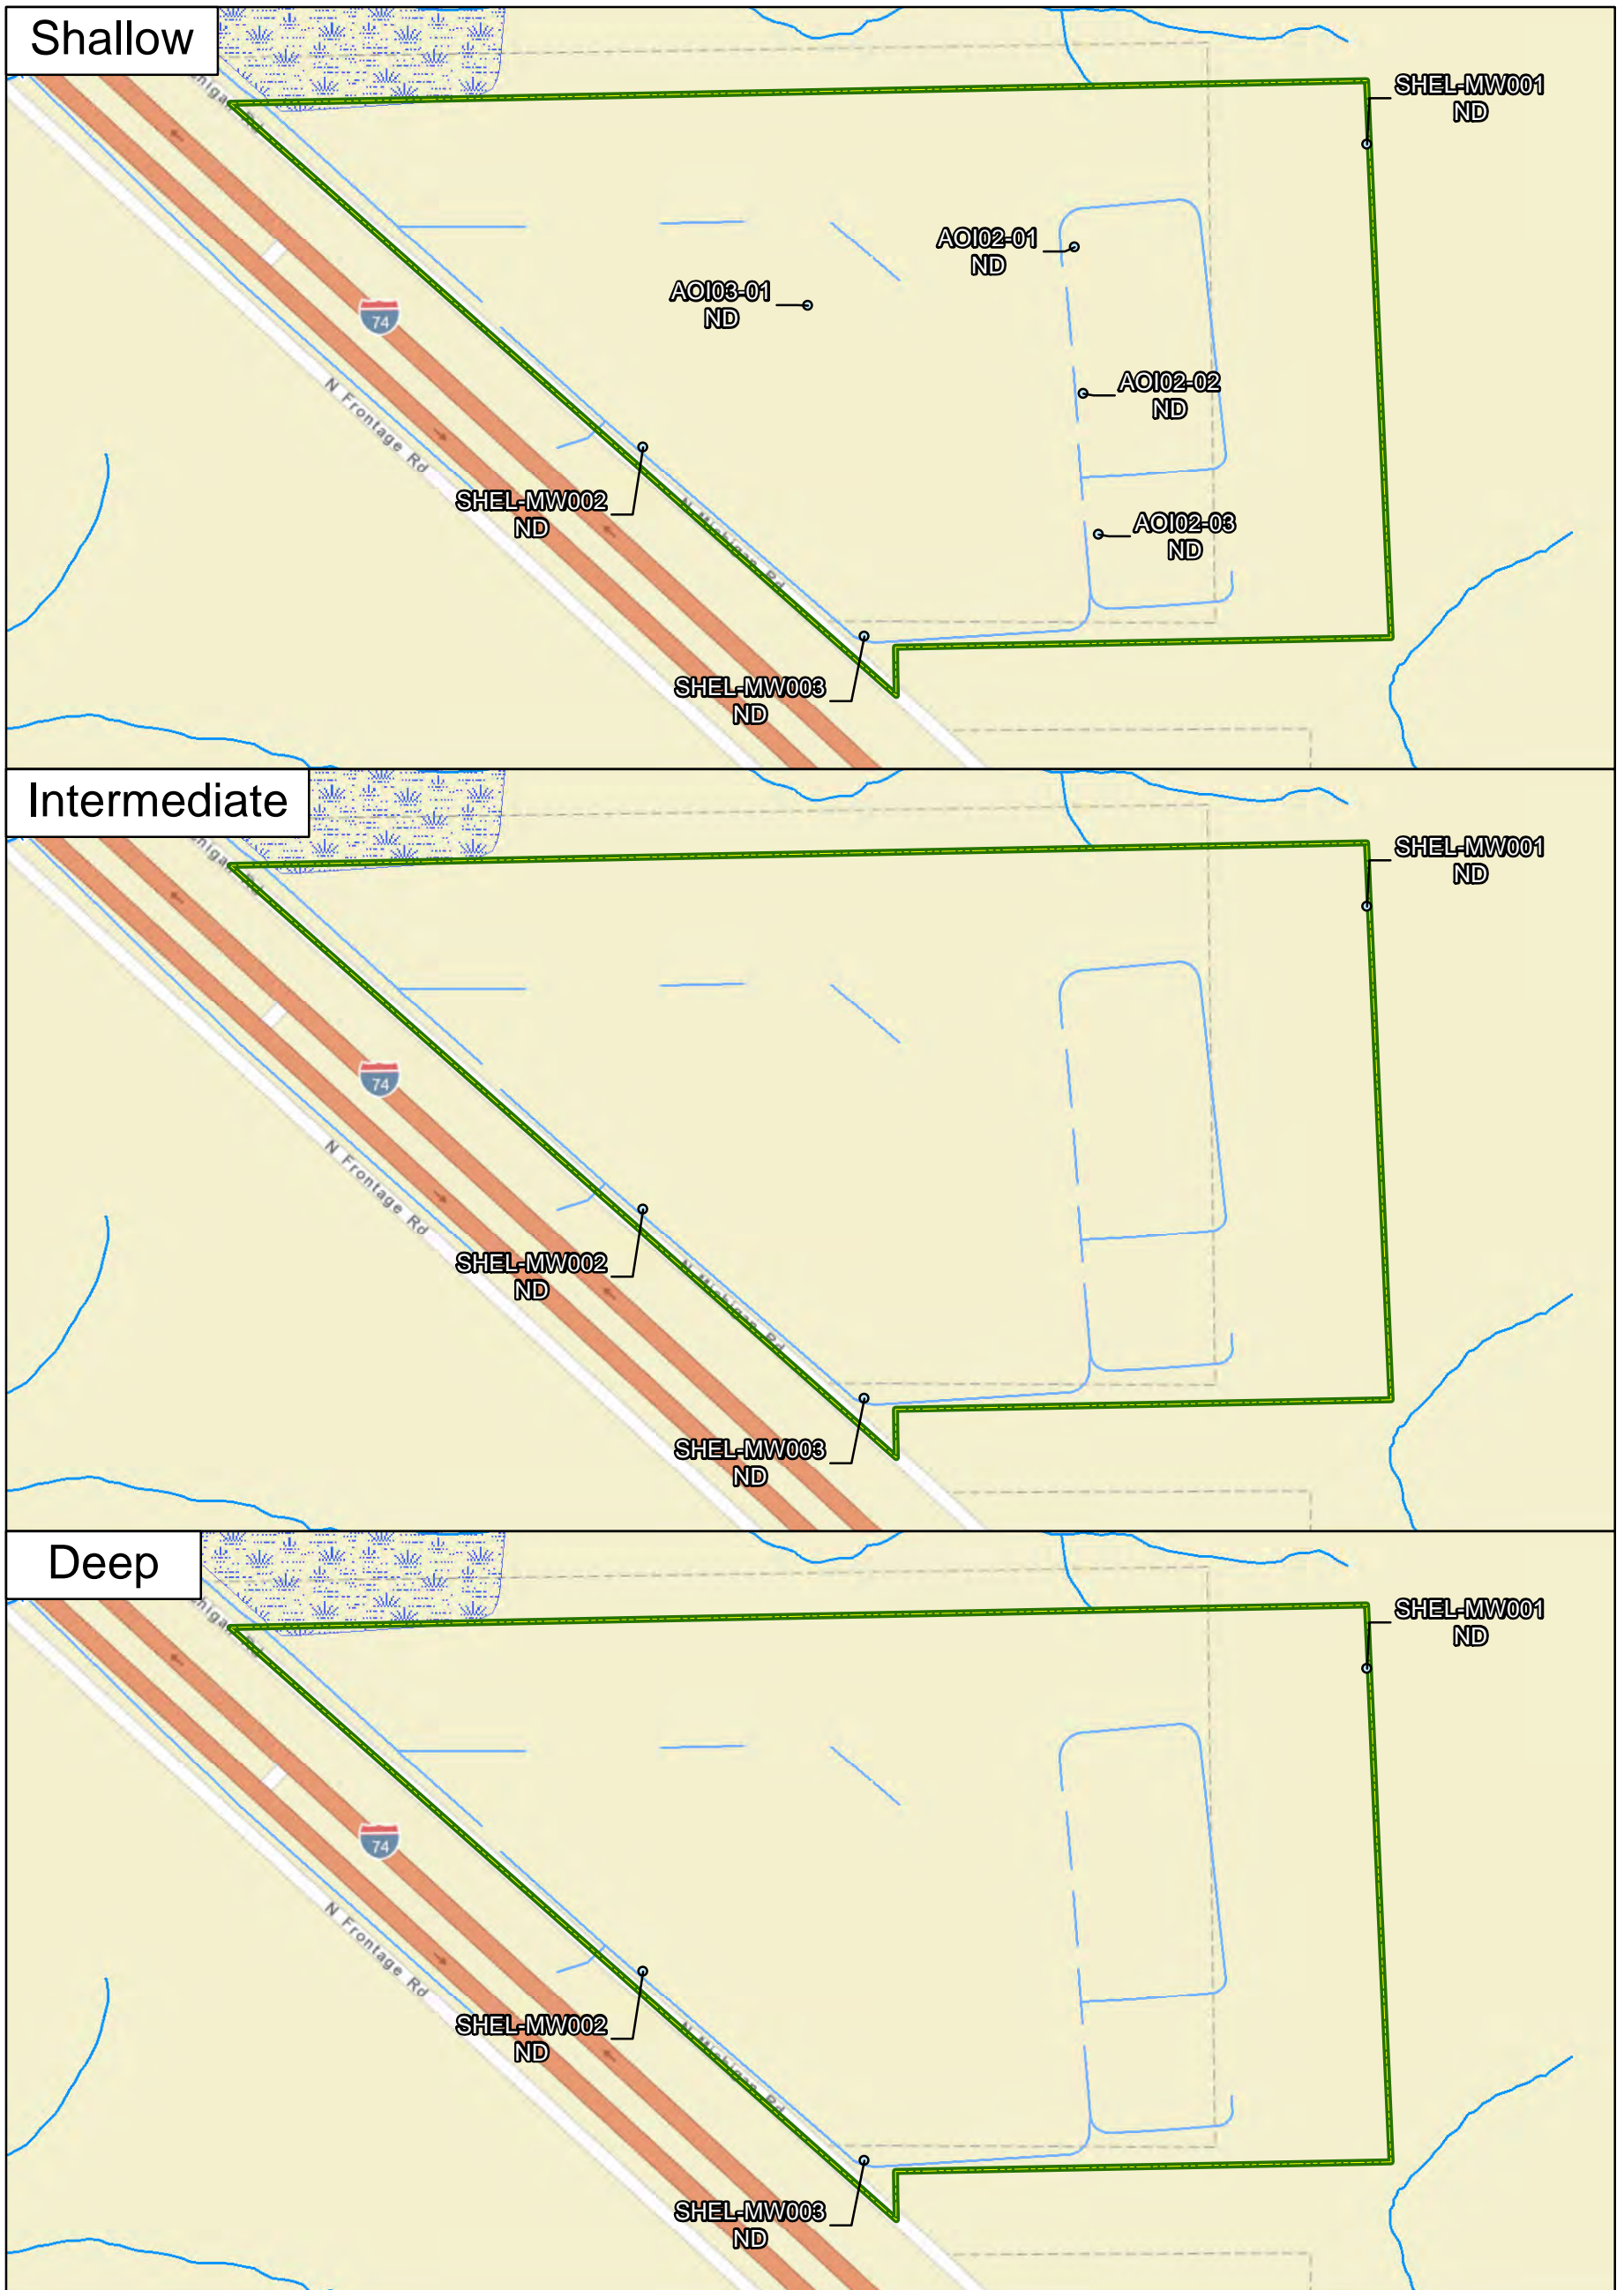 Shallow
SHEL-MW001
ND
AOI02-01
ND
AOI03-01
ND
74
N Frontage Rd
AOI02-02
ND
SHEL-MW002
ND
N Michigan Rd
AOI02-03
ND
SHEL-MW003
ND
Intermediate
SHEL-MW001
ND
74
N Frontage Rd
SHEL-MW002
ND
N Michigan Rd
SHEL-MW003
ND
Deep
SHEL-MW001
ND
74
N Frontage Rd
SHEL-MW002
ND
N Michigan Rd
SHEL-MW003
ND